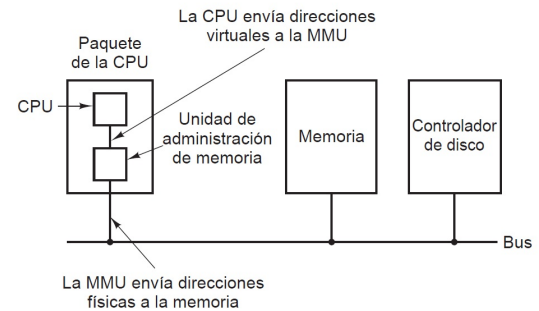 La CPU envía direcciones
virtuales a la MMU
Paquete
de la CPU
CPU
Unidad de
administración
de memoria
Memoria
Controlador
de disco
Bus
La MMU envía direcciones
físicas a la memoria